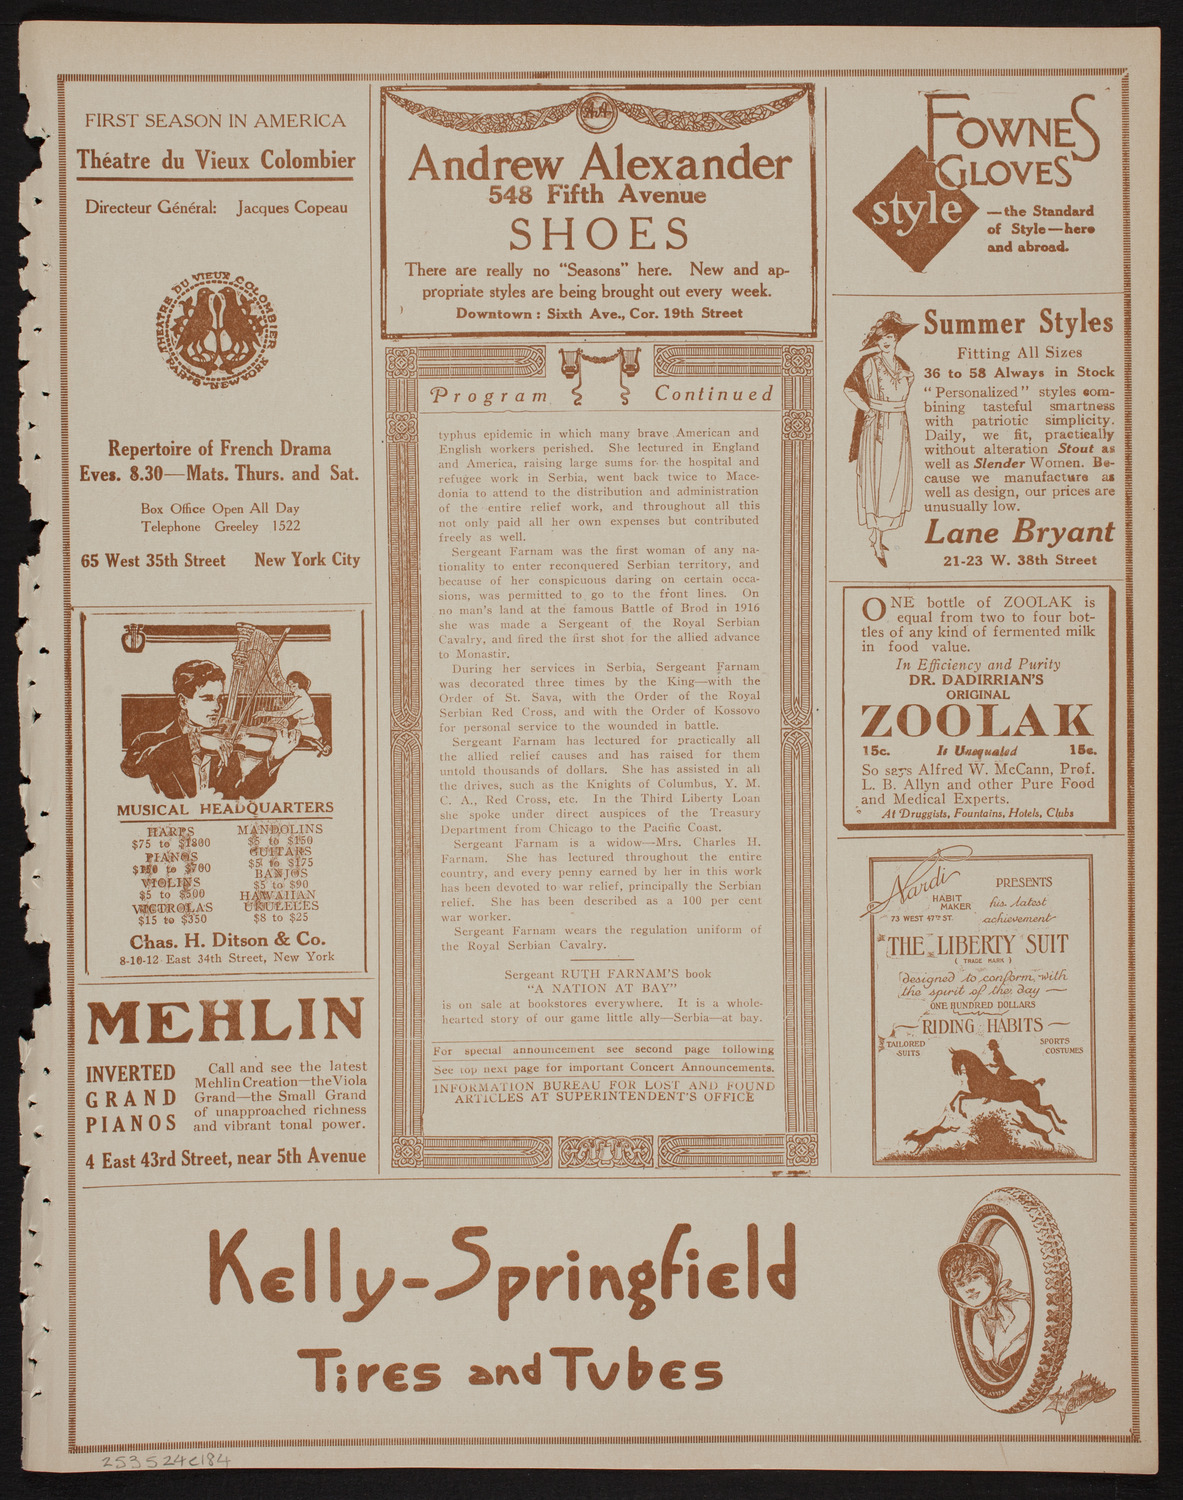 FIRST SEASON IN AMERICA
Théatre du Vieux Colombier
Directeur Général: Jacques Copeau
THEATRE DU VIEUX COLOMBIER
PARIS-NEW YORK
Repertoire of French Drama
Eves. 8.30—Mats. Thurs. and Sat.
Box Office Open All Day
Telephone Greeley 1522
65 West 35th Street New York City
MUSICAL HEADQUARTERS
HARPS
$75 to $1800
PIANOS
to $700
VIOLINS
$5 to $500
VICTROLAS
$15 to $350
MANDOLINS
$5 to $150
GUITARS
$5 to $175
BANJOS
$5 to $90
HAWAIIAN
UKULELES
$8 to $25
Chas. H. Ditson & Co.
8-10-12 East 34th Street, New York
MEHLIN
INVERTED
GRAND
PIANOS
Call and see the latest
Mehlin Creation—the Viola
Grand—the Small Grand
of unapproached richness
and vibrant tonal power.
4 East 43rd Street, near 5th Avenue
AA
Andrew Alexander
548 Fifth Avenue
SHOES
There are really no "Seasons" here. New and ap-
propriate styles are being brought out every week.
Downtown: Sixth Ave., Cor. 19th Street
Program Continued
typhus epidemic in which many brave American and
English workers perished. She lectured in England
and America, raising large sums for the hospital and
refugee work in Serbia, went back twice to Mace-
donia to attend to the distribution and administration
of the entire relief work, and throughout all this
not only paid all her own expenses but contributed
freely as well.
Sergeant Farnam was the first woman of any na-
tionality to enter reconquered Serbian territory, and
because of her conspicuous daring on certain occa-
sions, was permitted to go to the front lines. On
no man's land at the famous Battle of Brod in 1916
she was made a Sergeant of the Royal Serbian
Cavalry, and fired the first shot for the allied advance
to Monastir.
During her services in Serbia, Sergeant Farnam
was decorated three times by the King—with the
Order of St. Sava, with the Order of the Royal
Serbian Red Cross, and with the Order of Kossovo
for personal service to the wounded in battle.
Sergeant Farnam has lectured for practically all
the allied relief causes and has raised for them
untold thousands of dollars. She has assisted in all
the drives, such as the Knights of Columbus, Y. M.
C. A., Red Cross, etc. In the Third Liberty Loan
she spoke under direct auspices of the Treasury
Department from Chicago to the Pacific Coast.
Sergeant Farnam is a widow—Mrs. Charles H.
Farnam. She has lectured throughout the entire
country, and every penny earned by her in this work
has been devoted to war relief, principally the Serbian
relief. She has been described as a 100 per cent
war worker.
Sergeant Farnam wears the regulation uniform of
the Royal Serbian Cavalry.
Sergeant RUTH FARNAM'S book
"A NATION AT BAY"
is on sale at bookstores everywhere. It is a whole-
hearted story of our game little ally—Serbia—at bay.
For special announcement see second page following
See top next page for important Concert Announcements.
INFORMATION BUREAU FOR LOST AND FOUND
ARTICLES AT SUPERINTENDENT'S OFFICE
FOWNES
GLOVES
style
—the Standard
of Style—here
and abroad.
Summer Styles
Fitting All Sizes
36 to 58 Always in Stock
"Personalized" styles com-
bining tasteful smartness
with patriotic simplicity.
Daily, we fit, practically
without alteration Stout as
well as Slender Women. Be-
cause we manufacture as
well as design, our prices are
unusually low.
Lane Bryant
21-23 W. 38th Street
ONE bottle of ZOOLAK is
equal from two to four bot-
tles of any kind of fermented milk
in food value.
In Efficiency and Purity
DR. DADIRRIAN'S
ORIGINAL
ZOOLAK
15c. Is Unequaled 15c.
So says Alfred W. McCann, Prof.
L. B. Allyn and other Pure Food
and Medical Experts.
At Druggists, Fountains, Hotels, Clubs
Nardi
HABIT
MAKER
73 WEST 47TH ST.
PRESENTS
his latest
achievement
THE LIBERTY SUIT
( TRADE MARK )
designed to conform with
the spirit of the day —
ONE HUNDRED DOLLARS
— RIDING HABITS —
TAILORED
SUITS
SPORTS
COSTUMES
Kelly-Springfield
Tires and Tubes
253524c184